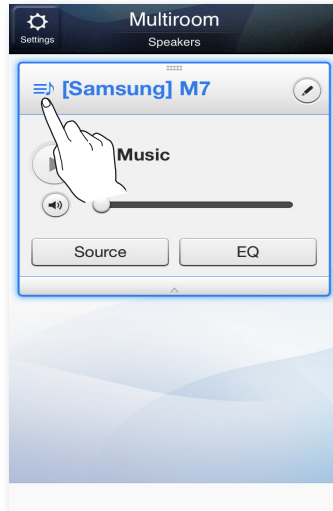 Multiroom
Settings
Speakers
[Samsung] M7
Music
Source EQ